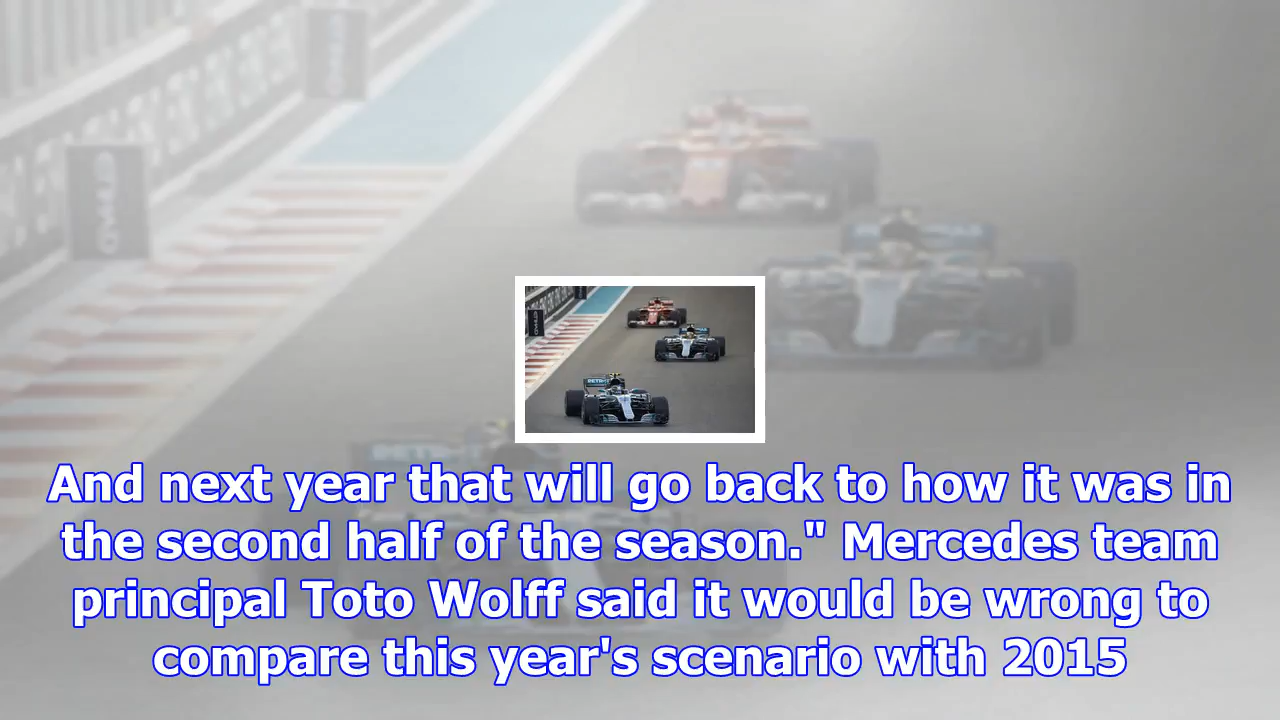 PETRONAS
And next year that will go back to how it was in
the second half of the season." Mercedes team
principal Toto Wolff said it would be wrong to
compare this year's scenario with 2015